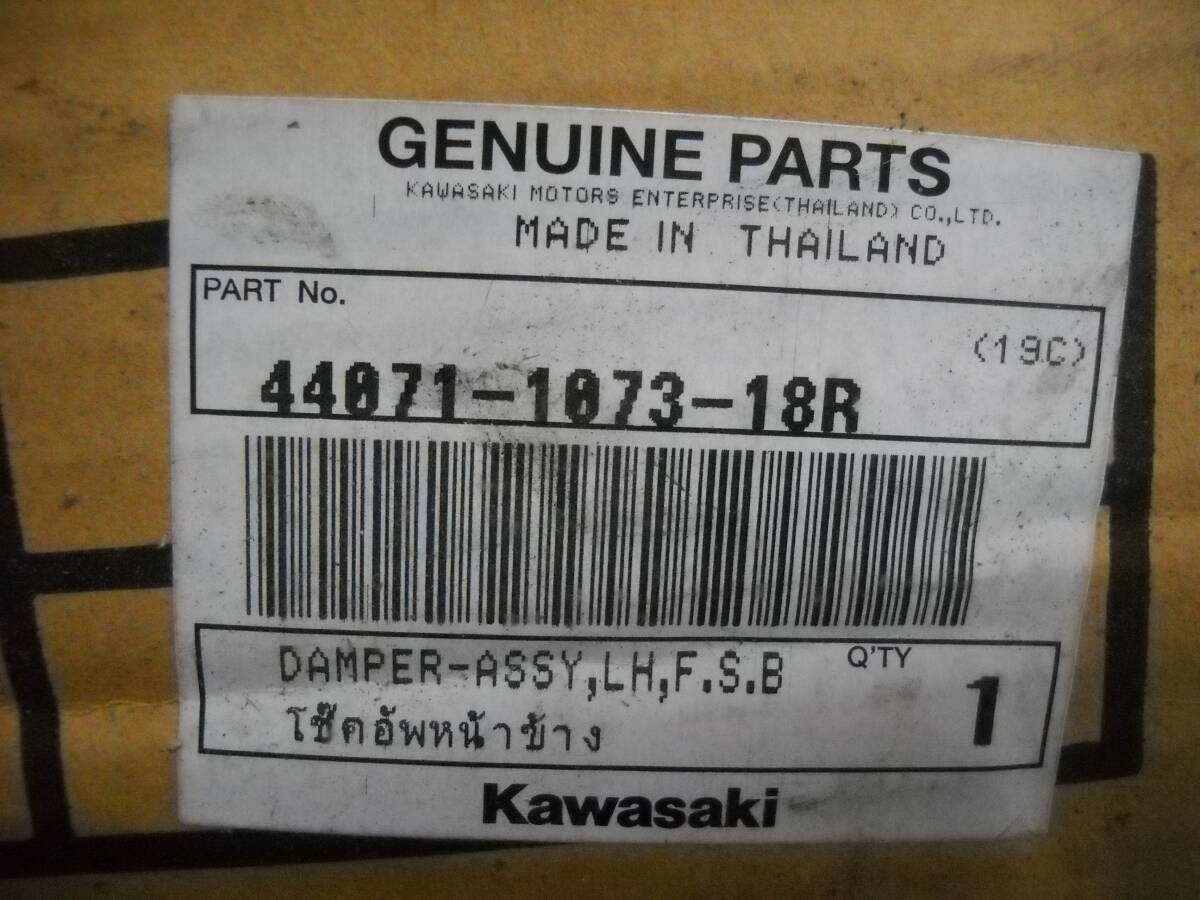 GENUINE PARTS
KAWASAKI MOTORS ENTERPRISE(THAILAND) CO.,LTD.
MADE IN THAILAND
PART No.
(19C)
44071-1073-18R
DAMPER-ASSY,LH,F.S.B
Q'TY
1
โช๊คอัพหน้าข้าง
Kawasaki